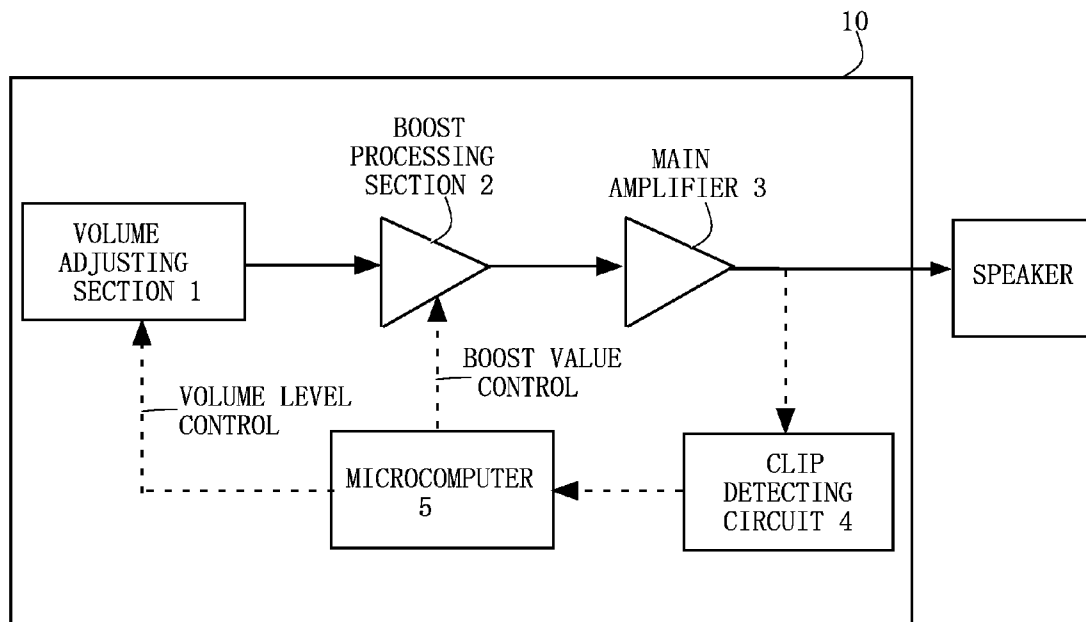 10
BOOST
PROCESSING
SECTION 2
MAIN
AMPLIFIER 3
VOLUME
ADJUSTING
SECTION 1
SPEAKER
BOOST VALUE
CONTROL
VOLUME LEVEL
CONTROL
MICROCOMPUTER
5
CLIP
DETECTING
CIRCUIT 4